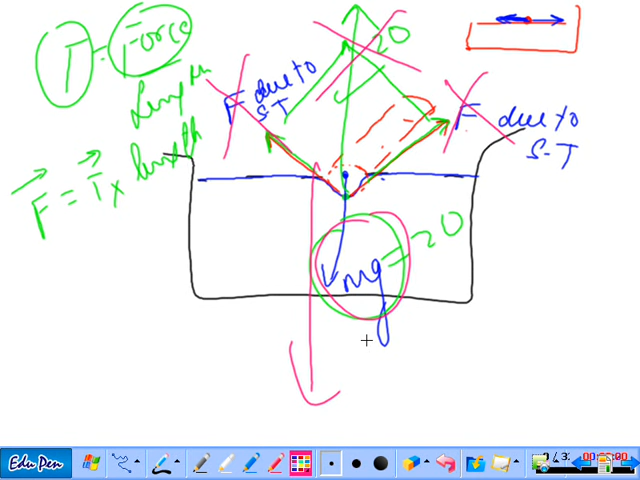 T = Force
Length
F = T x length
20
F due to
S.T
F due to
S.T
mg = 20
Edu Pen